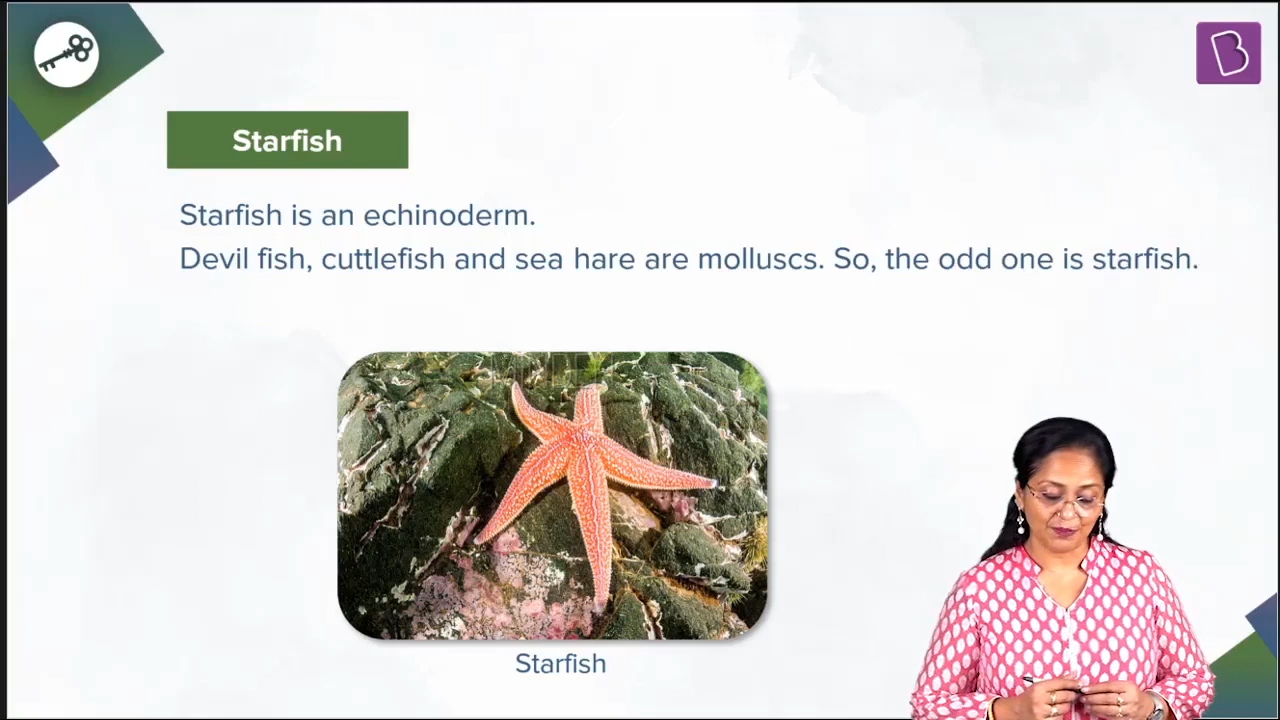 Starfish
Starfish is an echinoderm.
Devil fish, cuttlefish and sea hare are molluscs. So, the odd one is starfish.
Starfish